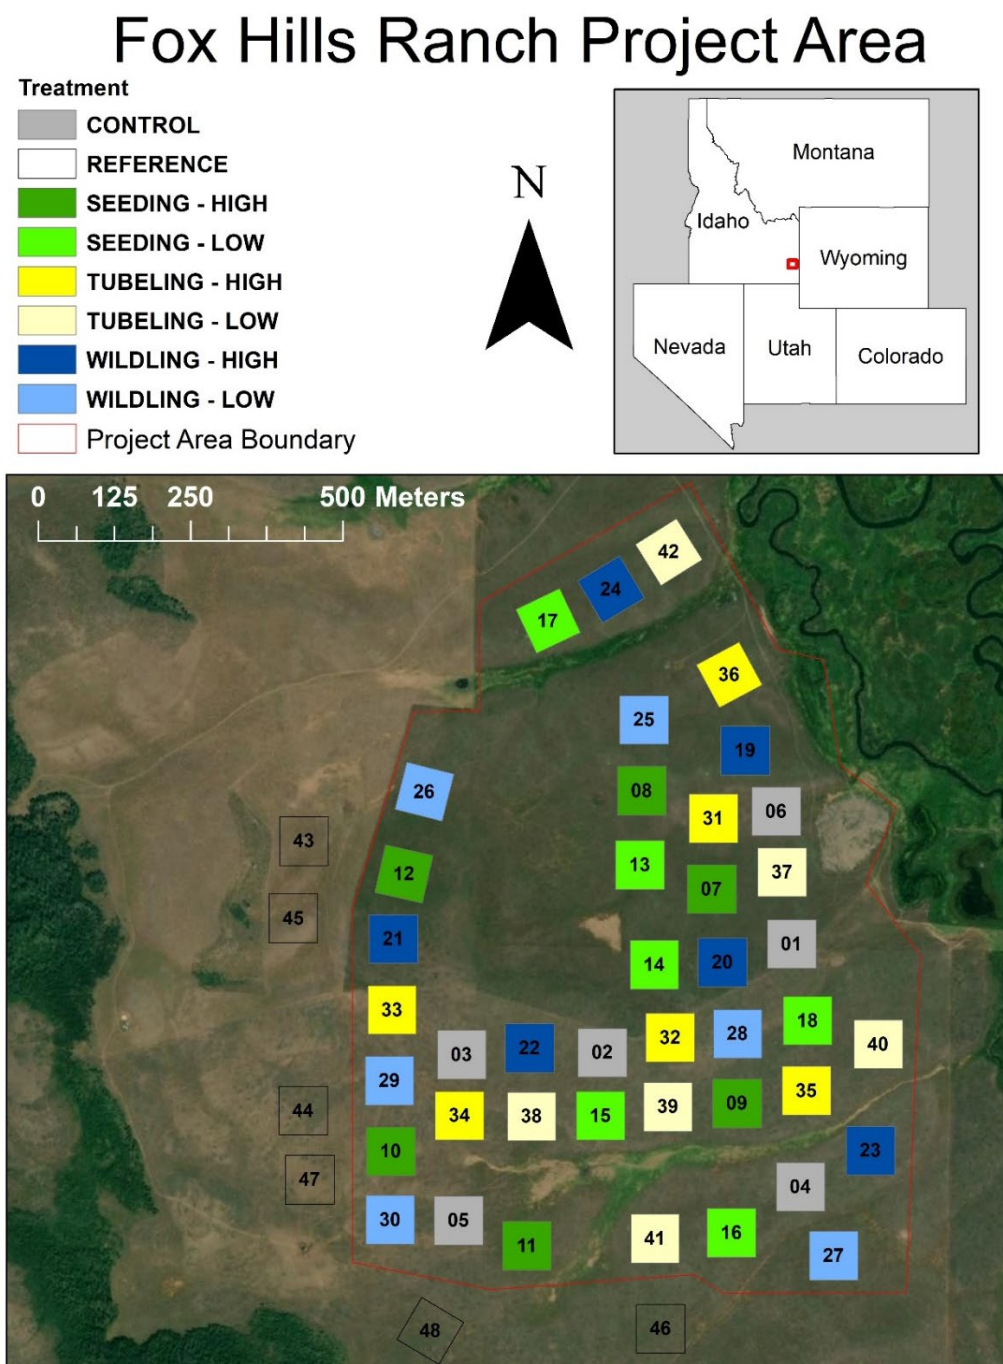 Fox Hills Ranch Project Area
Treatment
CONTROL
REFERENCE
SEEDING - HIGH
SEEDING - LOW
TUBELING - HIGH
TUBELING - LOW
WILDLING - HIGH
WILDLING - LOW
Project Area Boundary
N
Montana
Idaho
Wyoming
Nevada
Utah
Colorado
0 125 250 500 Meters
42
24
17
36
25
19
26
08
31
06
43
13
37
12
07
45
21
01
14
20
33
18
32
28
40
03
22
02
29
35
44
34
38
15
39
09
10
23
47
04
30
05
16
41
11
27
48
46